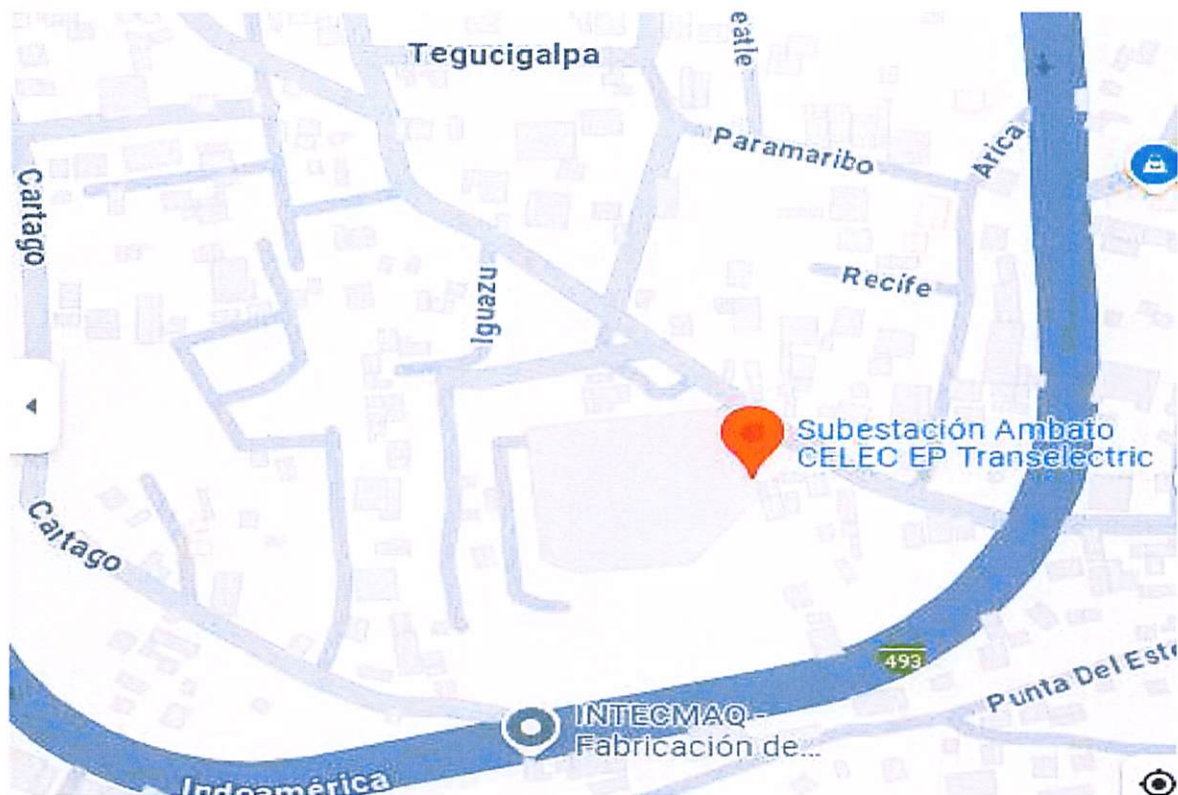 Tegucigalpa
eatle
Paramaribo
Arica
Cartago
Iguazu
Recife
Subestación Ambato
CELEC EP Transelectric
Cartago
493
Punta Del Este
INTECMAQ -
Fabricación de...
Indoamérica